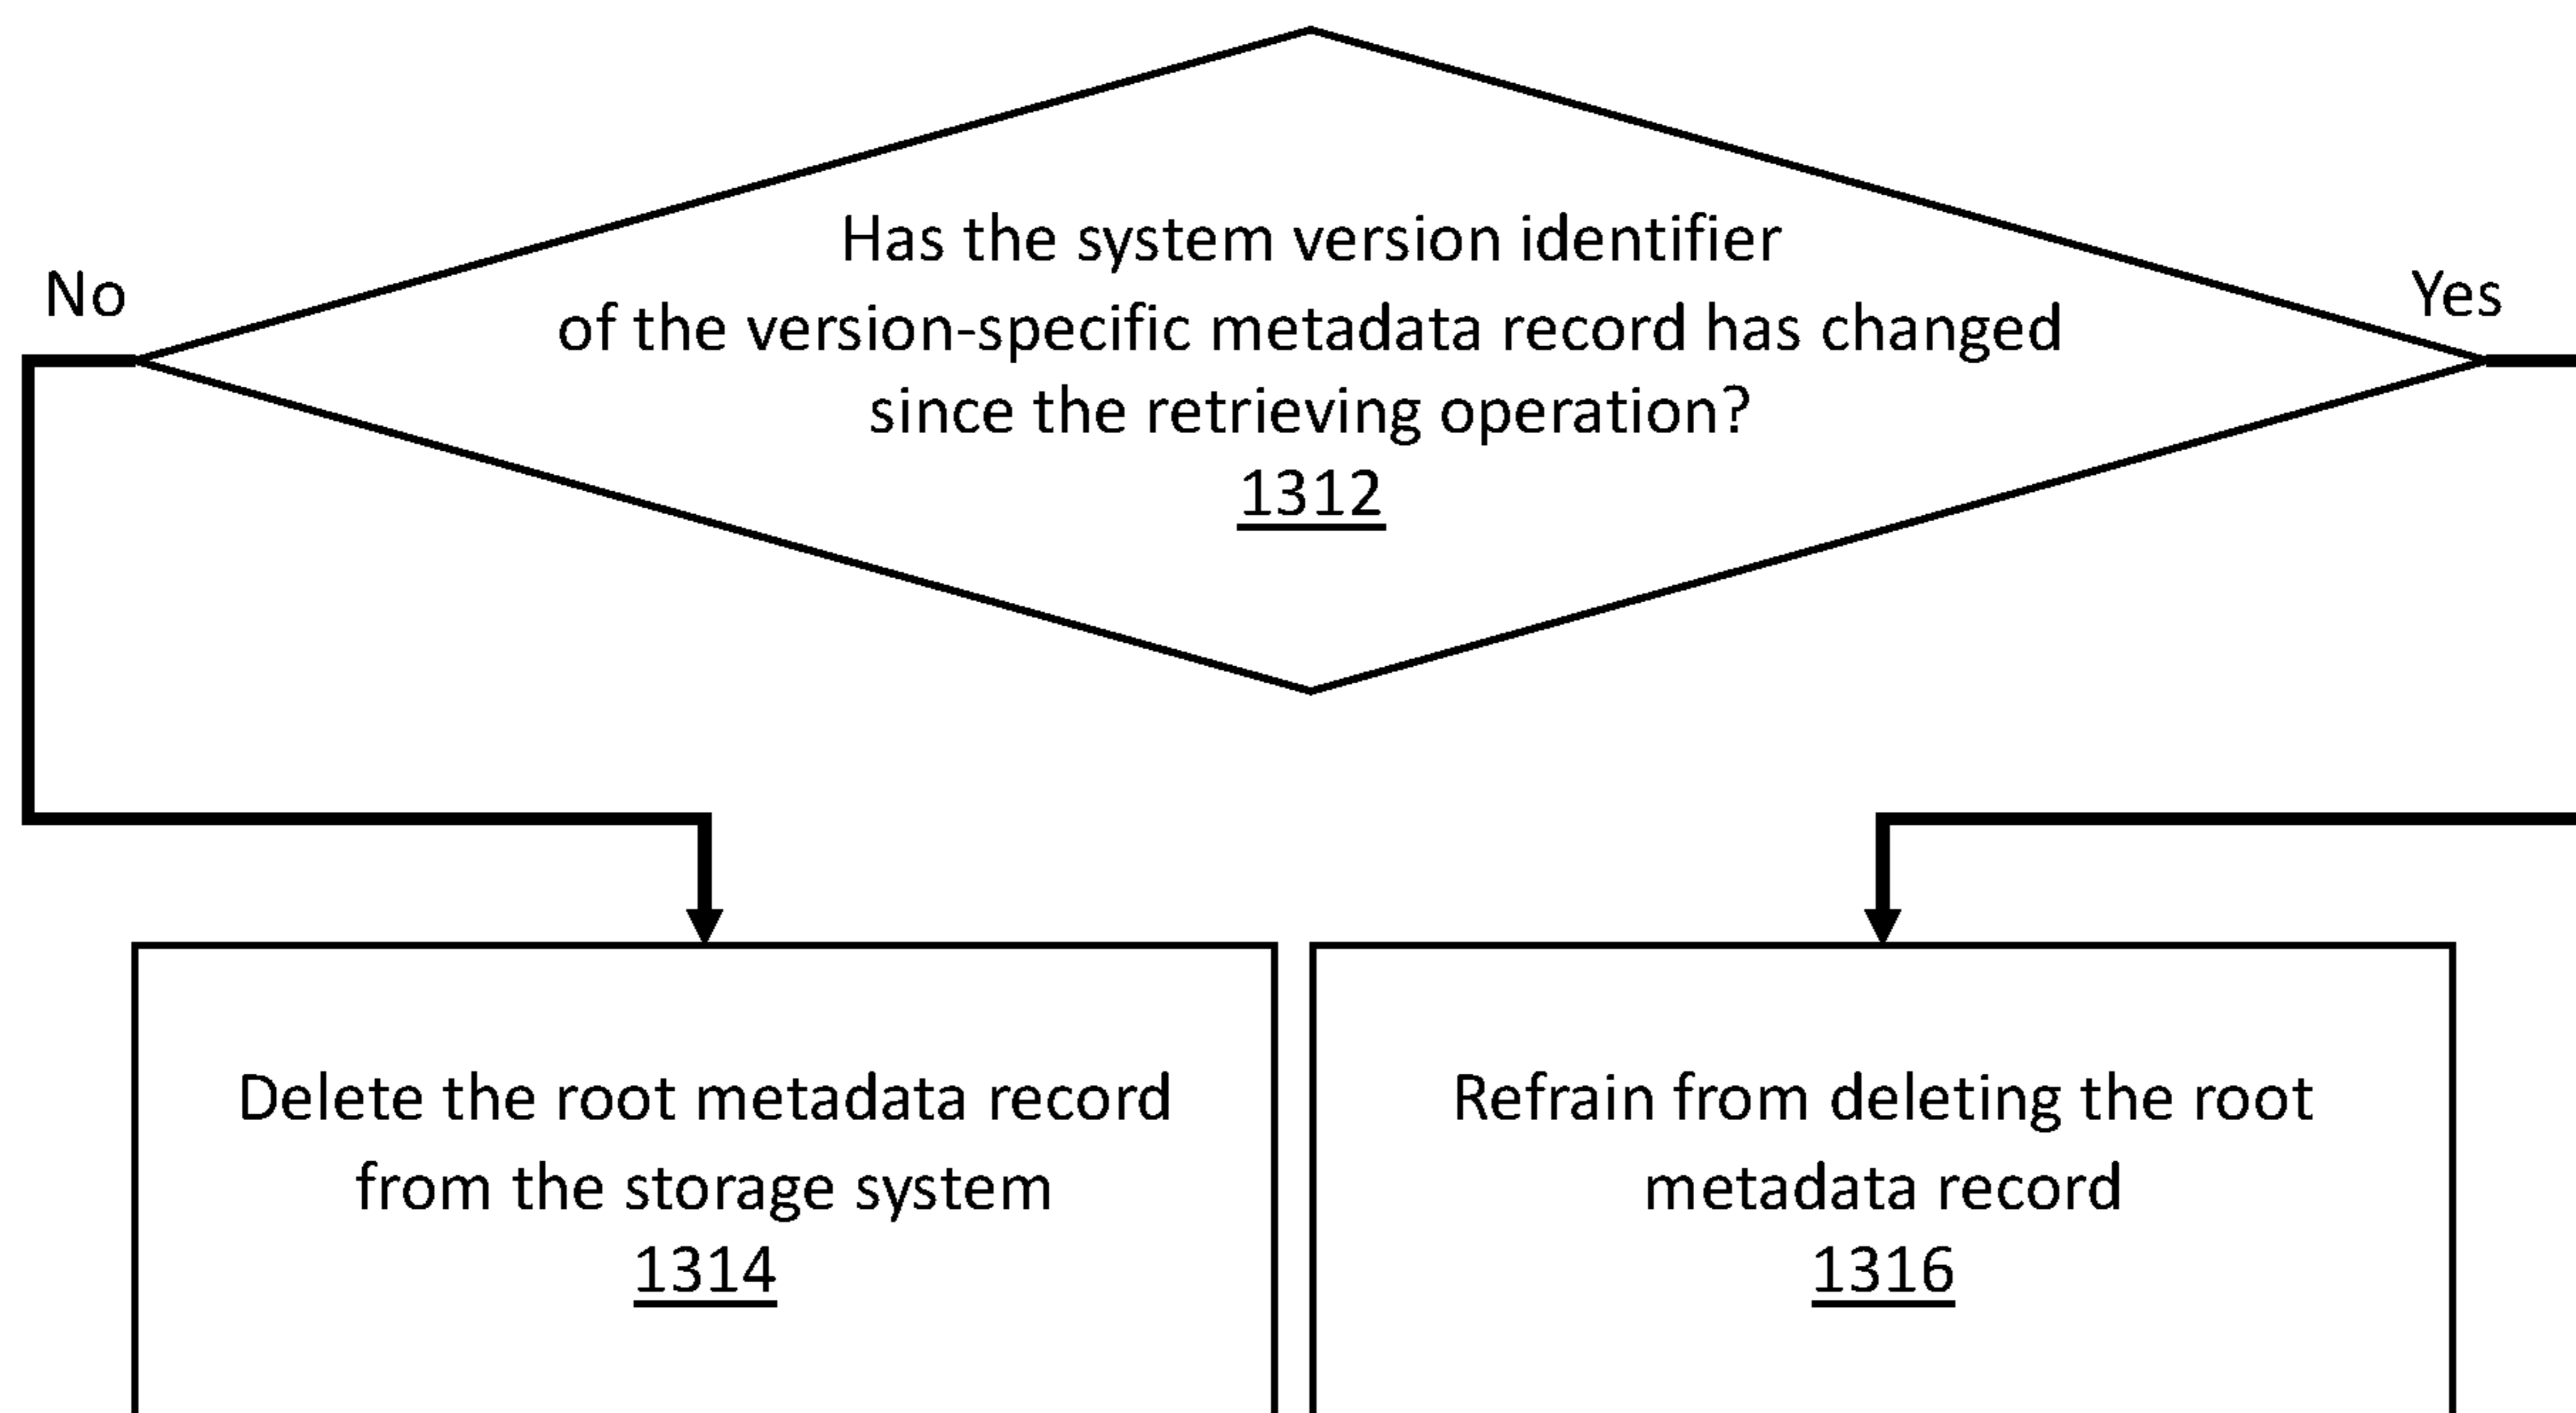 Has the system version identifier
of the version-specific metadata record has changed
since the retrieving operation?
1312
No
Yes
Delete the root metadata record
from the storage system
1314
Refrain from deleting the root
metadata record
1316